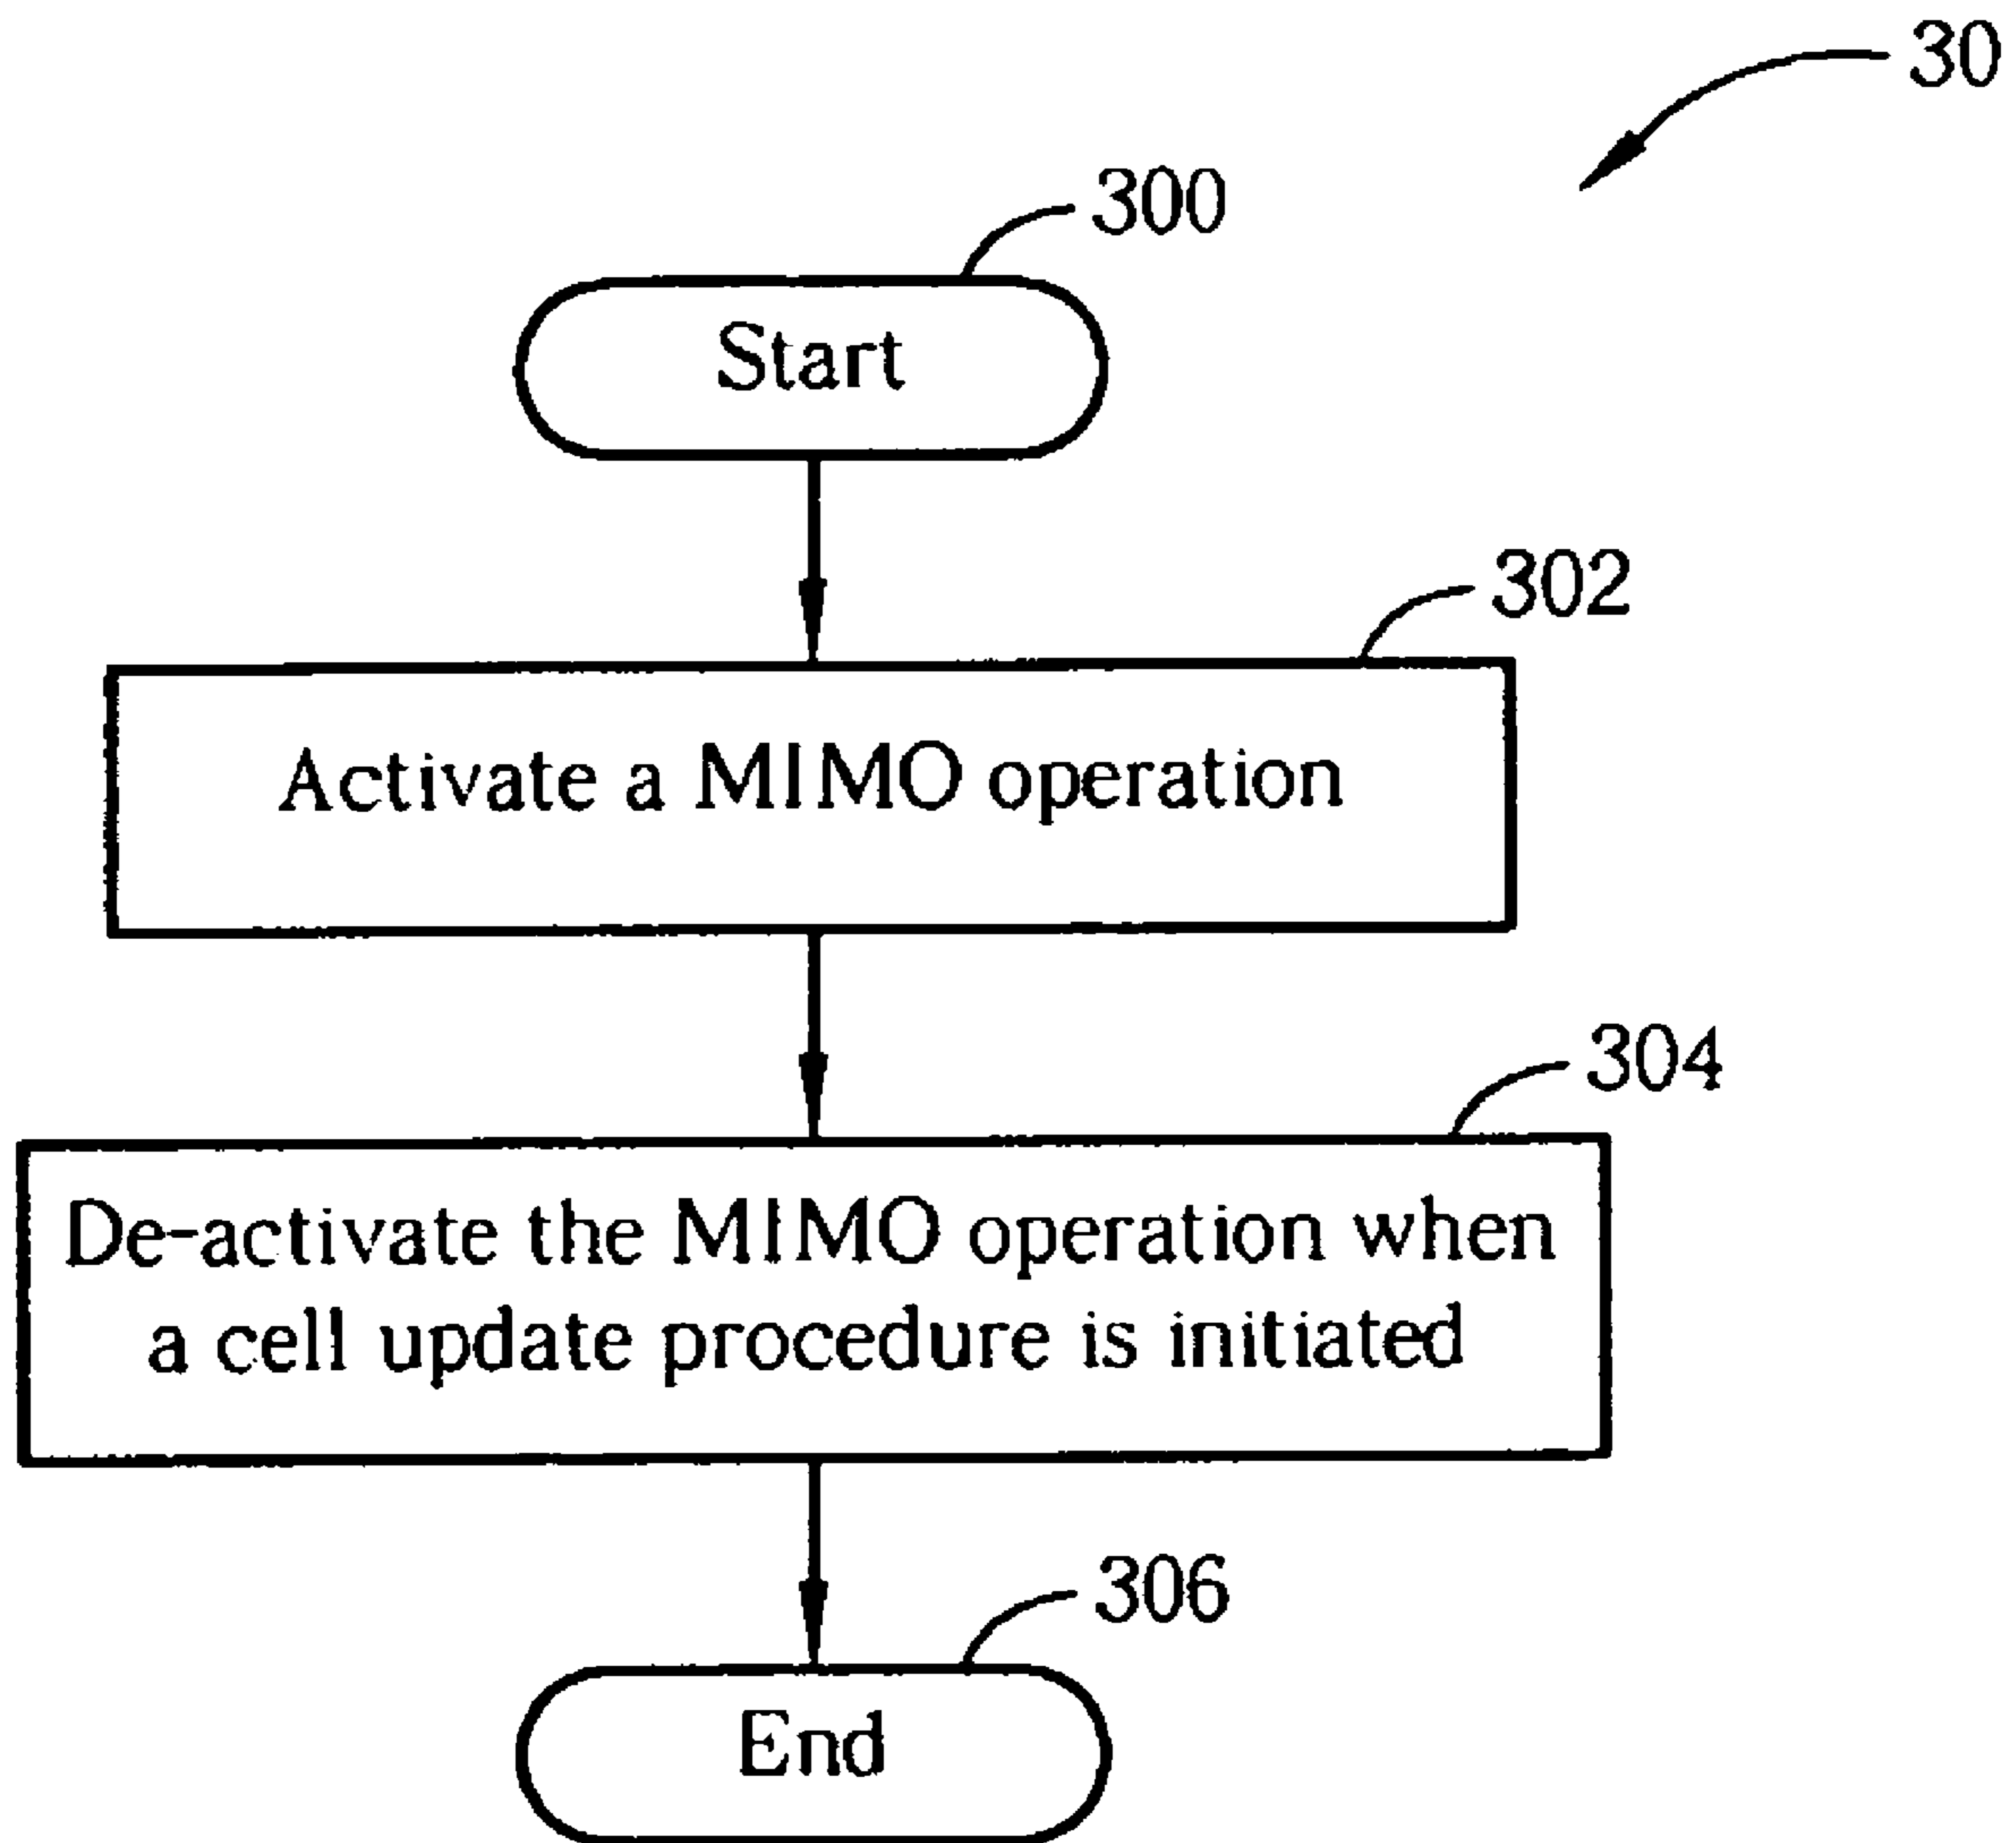 30
300
Start
302
Activate a MIMO operation
304
De-activate the MIMO operation when
a cell update procedure is initiated
306
End